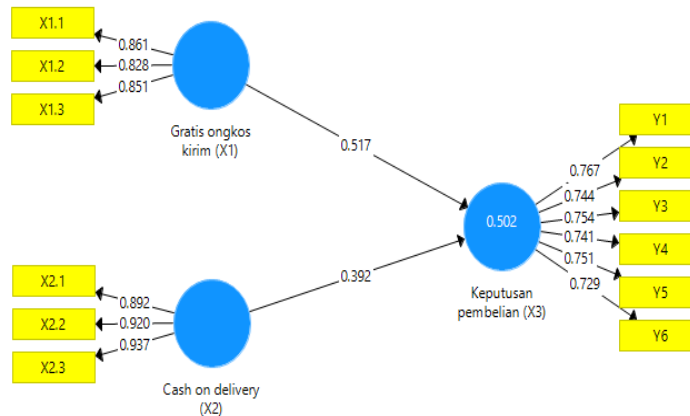 X1.1
X1.2
X1.3
0.861
0.828
0.851
Gratis ongkos
kirim (X1)
0.517
X2.1
X2.2
X2.3
0.892
0.920
0.937
Cash on delivery
(X2)
0.392
0.502
Keputusan
pembelian (X3)
0.767
0.744
0.754
0.741
0.751
0.729
Y1
Y2
Y3
Y4
Y5
Y6